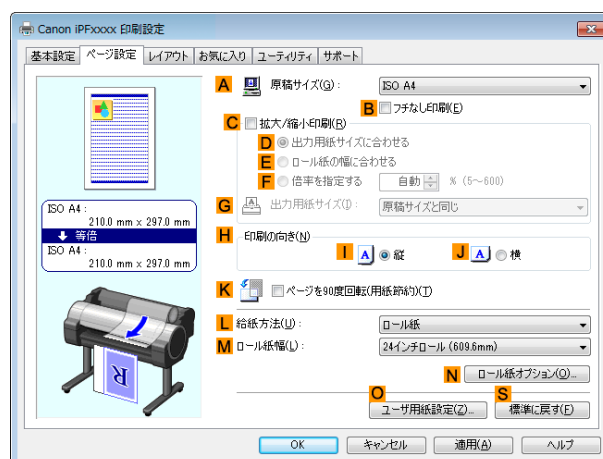 Canon iPFxxxx 印刷設定
基本設定 ページ設定 レイアウト お気に入り ユーティリティ サポート
A 原稿サイズ(G): ISO A4
B フチなし印刷(E)
C 拡大/縮小印刷(R)
D 出力用紙サイズに合わせる
E ロール紙の幅に合わせる
F 倍率を指定する 自動 % (5～600)
G 出力用紙サイズ(I): 原稿サイズと同じ
ISO A4:
210.0 mm x 297.0 mm
等倍
ISO A4:
210.0 mm x 297.0 mm
H 印刷の向き(N)
I A 縦 J A 横
K ページを90度回転(用紙節約)(T)
L 給紙方法(U): ロール紙
M ロール紙幅(L): 24インチロール (609.6mm)
R
N ロール紙オプション(O)...
O S
ユーザ用紙設定(Z)... 標準に戻す(F)
OK キャンセル 適用(A) ヘルプ